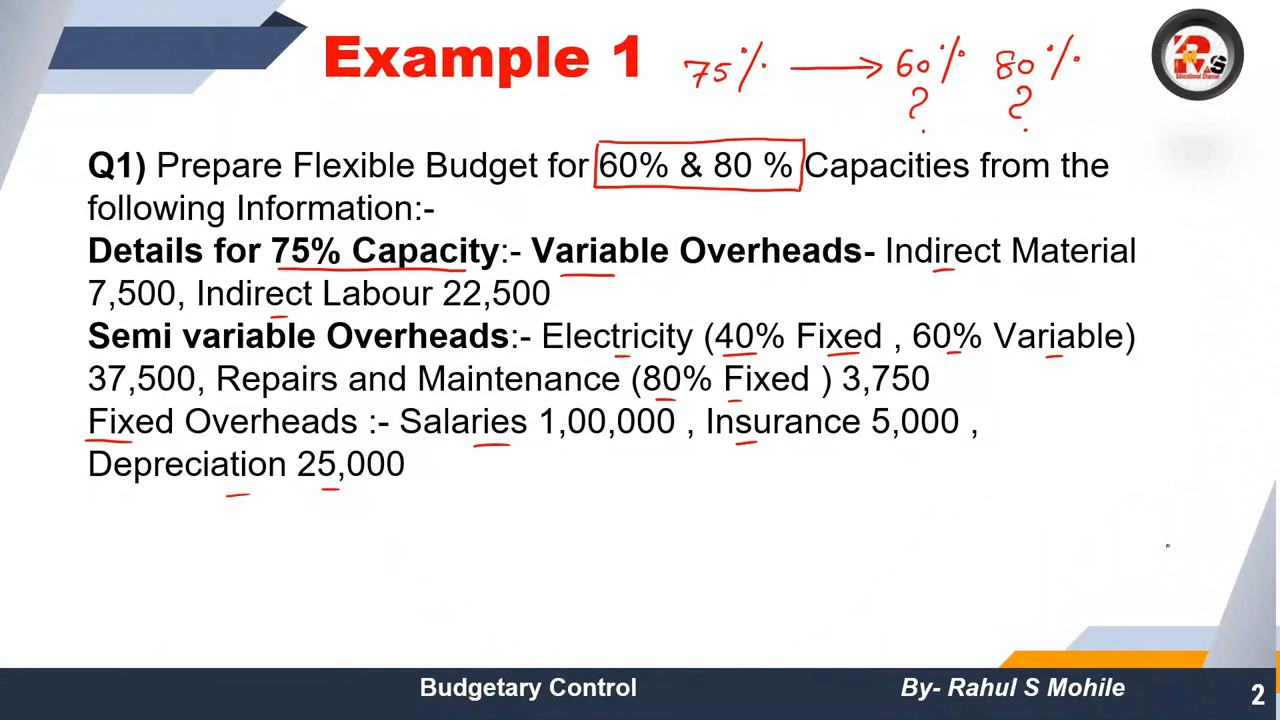 Example 1 75% → 60% 80%
? ?
Q1) Prepare Flexible Budget for 60% & 80 % Capacities from the
following Information:-
Details for 75% Capacity:- Variable Overheads- Indirect Material
7,500, Indirect Labour 22,500
Semi variable Overheads:- Electricity (40% Fixed , 60% Variable)
37,500, Repairs and Maintenance (80% Fixed ) 3,750
Fixed Overheads :- Salaries 1,00,000 , Insurance 5,000 ,
Depreciation 25,000
Budgetary Control By- Rahul S Mohile 2